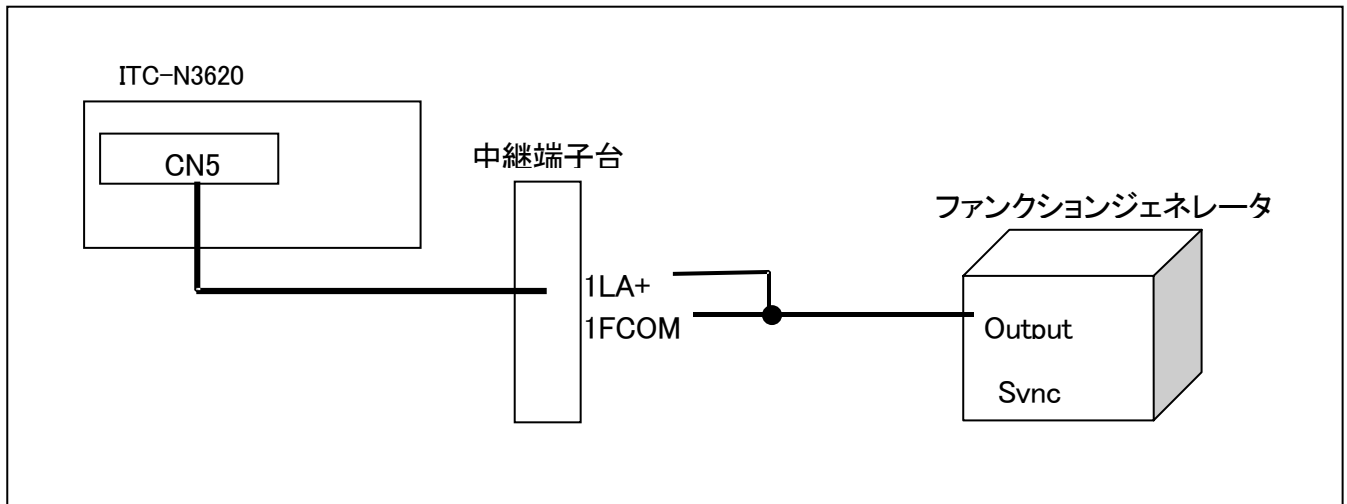 ITC-N3620
CN5
中継端子台
ファンクションジェネレータ
1LA+
1FCOM
Output
Sync